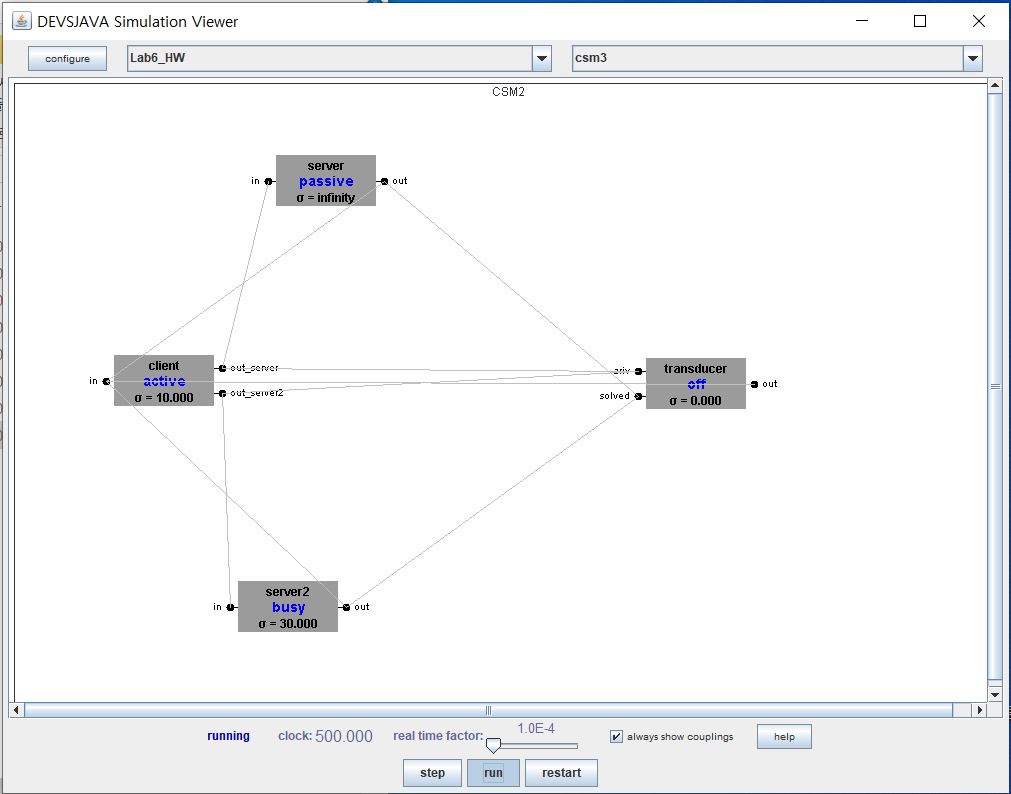 DEVSJAVA Simulation Viewer
configure
Lab6_HW
csm3
CSM2
server
in
passive
out
σ = infinity
client
out_server
in
active
out_server2
σ = 10.000
transducer
ariv
off
out
solved
σ = 0.000
server2
in
busy
out
σ = 30.000
running
clock: 500.000
real time factor:
1.0E-4
always show couplings
help
step
run
restart